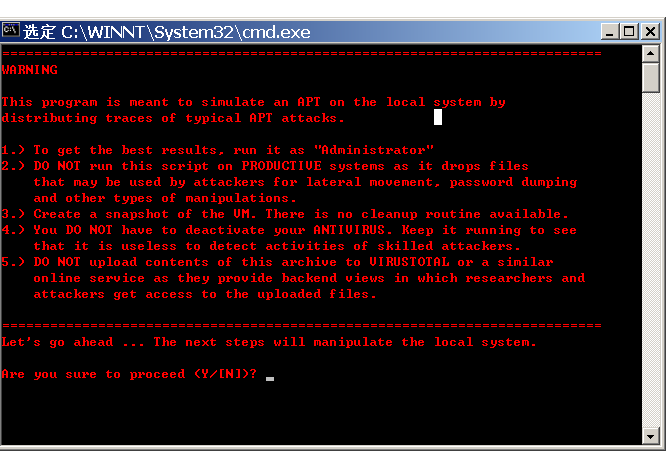 选定 C:\WINNT\System32\cmd.exe
===========================================================================
WARNING
This program is meant to simulate an APT on the local system by
distributing traces of typical APT attacks.
1.) To get the best results, run it as "Administrator"
2.) DO NOT run this script on PRODUCTIVE systems as it drops files
that may be used by attackers for lateral movement, password dumping
and other types of manipulations.
3.) Create a snapshot of the VM. There is no cleanup routine available.
4.) You DO NOT have to deactivate your ANTIVIRUS. Keep it running to see
that it is useless to detect activities of skilled attackers.
5.) DO NOT upload contents of this archive to VIRUSTOTAL or a similar
online service as they provide backend views in which researchers and
attackers get access to the uploaded files.
===========================================================================
Let's go ahead ... The next steps will manipulate the local system.
Are you sure to proceed (Y/[N])? _